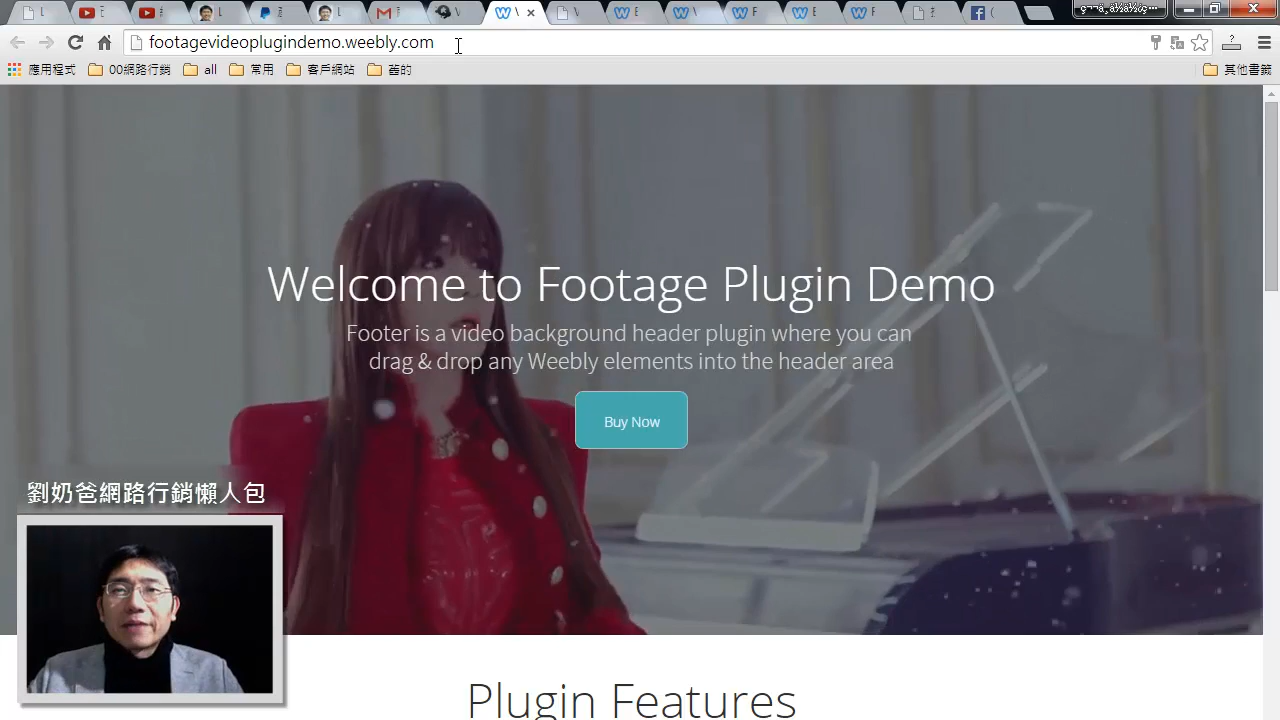 footagevideoplugindemo.weebly.com
應用程式 00網路行銷 all 常用 客戶網站 舊的 其他書籤
Welcome to Footage Plugin Demo
Footer is a video background header plugin where you can
drag & drop any Weebly elements into the header area
Buy Now
劉奶爸網路行銷懶人包
Plugin Features